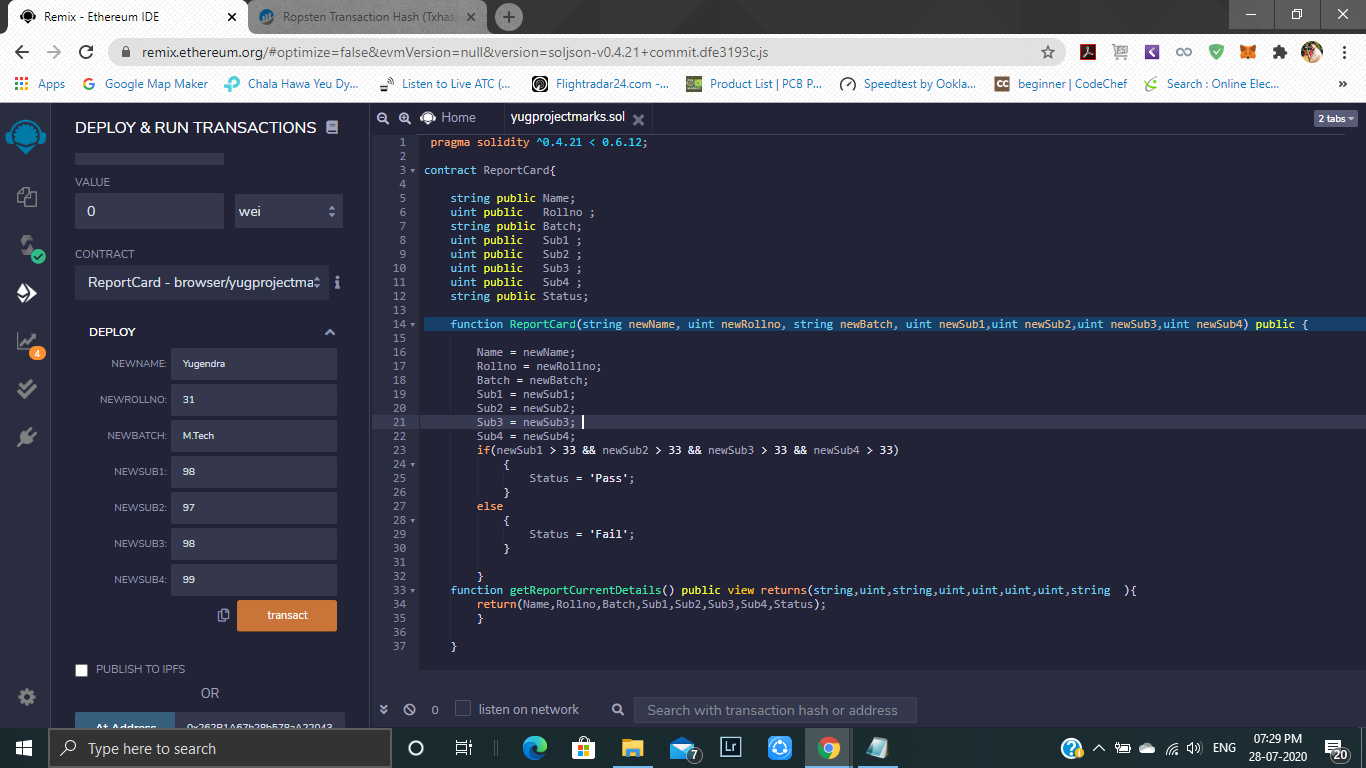 Remix - Ethereum IDE
Ropsten Transaction Hash (Txhas
remix.ethereum.org/#optimize=false&evmVersion=null&version=soljson-v0.4.21+commit.dfe3193c.js
Apps
Google Map Maker
Chala Hawa Yeu Dy...
Listen to Live ATC (...
Flightradar24.com -...
Product List | PCB P...
Speedtest by Ookla...
CC beginner | CodeChef
Search : Online Elec...
»
DEPLOY & RUN TRANSACTIONS
VALUE
0
wei
CONTRACT
ReportCard - browser/yugprojectma
DEPLOY
NEWNAME: Yugendra
NEWROLLNO: 31
NEWBATCH: M.Tech
NEWSUB1: 98
NEWSUB2: 97
NEWSUB3: 98
NEWSUB4: 99
transact
PUBLISH TO IPFS
OR
At Address
4
Home
yugprojectmarks.sol
2 tabs
1 pragma solidity ^0.4.21 < 0.6.12;
2
3 contract ReportCard{
4
5 string public Name;
6 uint public Rollno ;
7 string public Batch;
8 uint public Sub1 ;
9 uint public Sub2 ;
10 uint public Sub3 ;
11 uint public Sub4 ;
12 string public Status;
13
14 function ReportCard(string newName, uint newRollno, string newBatch, uint newSub1,uint newSub2,uint newSub3,uint newSub4) public {
15
16 Name = newName;
17 Rollno = newRollno;
18 Batch = newBatch;
19 Sub1 = newSub1;
20 Sub2 = newSub2;
21 Sub3 = newSub3;
22 Sub4 = newSub4;
23 if(newSub1 > 33 && newSub2 > 33 && newSub3 > 33 && newSub4 > 33)
24 {
25 Status = 'Pass';
26 }
27 else
28 {
29 Status = 'Fail';
30 }
31
32 }
33 function getReportCurrentDetails() public view returns(string,uint,string,uint,uint,uint,uint,string ){
34 return(Name,Rollno,Batch,Sub1,Sub2,Sub3,Sub4,Status);
35 }
36
37 }
0
listen on network
Search with transaction hash or address
Type here to search
7
Lr
ENG
07:29 PM
28-07-2020
20